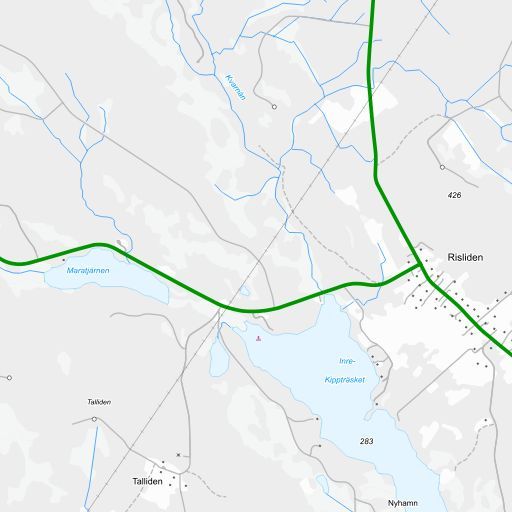 Kvarnån
426
Risliden
Maratjärnen
Inre-
Kippträsket
Talliden
283
Talliden
Nyhamn